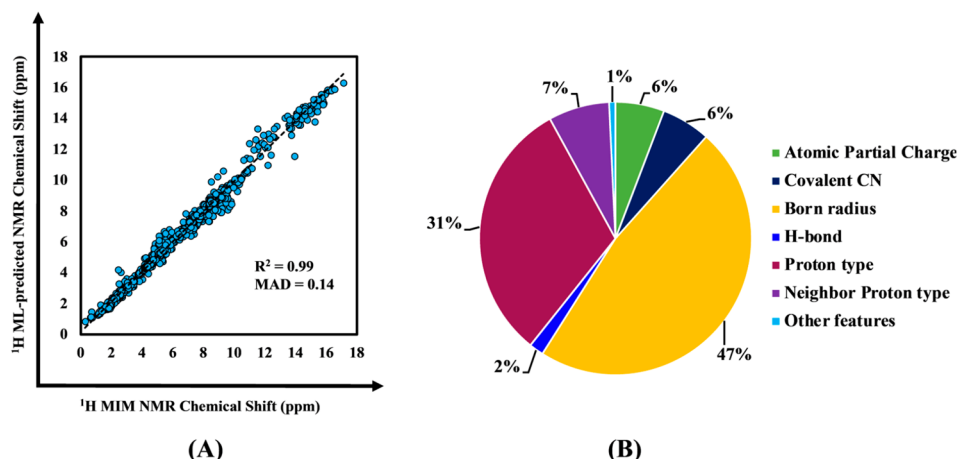 ¹H ML-predicted NMR Chemical Shift (ppm)
18
16
14
12
10
8
6
4
2
0
R² = 0.99
MAD = 0.14
0 2 4 6 8 10 12 14 16 18
¹H MIM NMR Chemical Shift (ppm)
(A)
1%
6%
7%
6%
31%
2%
47%
Atomic Partial Charge
Covalent CN
Born radius
H-bond
Proton type
Neighbor Proton type
Other features
(B)